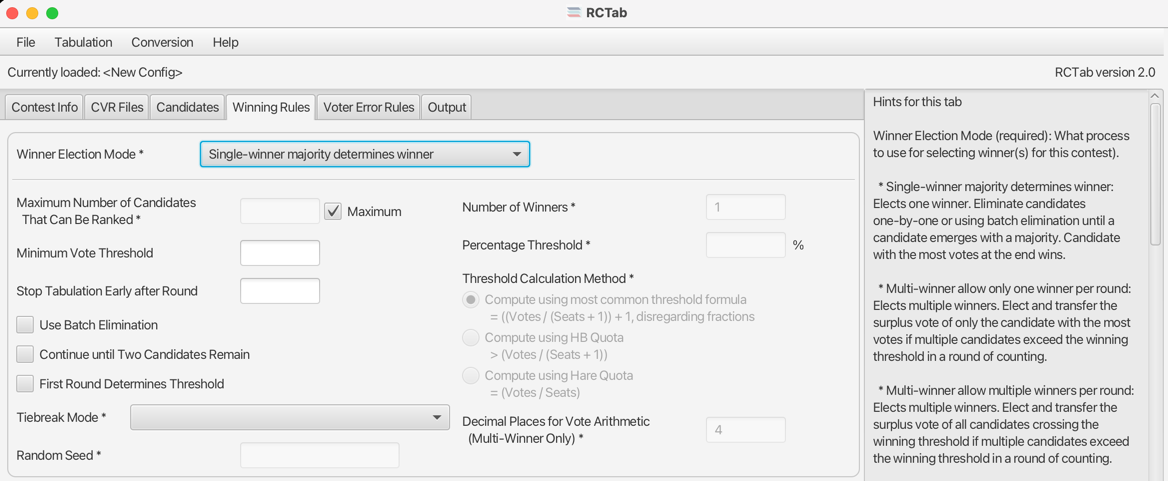 RCTab
File Tabulation Conversion Help
Currently loaded: <New Config>
RCTab version 2.0
Contest Info CVR Files Candidates Winning Rules Voter Error Rules Output
Winner Election Mode *
Single-winner majority determines winner
Maximum Number of Candidates
That Can Be Ranked *
Maximum
Minimum Vote Threshold
Stop Tabulation Early after Round
Use Batch Elimination
Continue until Two Candidates Remain
First Round Determines Threshold
Tiebreak Mode *
Random Seed *
Number of Winners *
1
Percentage Threshold *
%
Threshold Calculation Method *
Compute using most common threshold formula
= ((Votes / (Seats + 1)) + 1, disregarding fractions
Compute using HB Quota
> (Votes / (Seats + 1))
Compute using Hare Quota
= (Votes / Seats)
Decimal Places for Vote Arithmetic
(Multi-Winner Only) *
4
Hints for this tab
Winner Election Mode (required): What process
to use for selecting winner(s) for this contest).
* Single-winner majority determines winner:
Elects one winner. Eliminate candidates
one-by-one or using batch elimination until a
candidate emerges with a majority. Candidate
with the most votes at the end wins.
* Multi-winner allow only one winner per round:
Elects multiple winners. Elect and transfer the
surplus vote of only the candidate with the most
votes if multiple candidates exceed the winning
threshold in a round of counting.
* Multi-winner allow multiple winners per round:
Elects multiple winners. Elect and transfer the
surplus vote of all candidates crossing the
winning threshold if multiple candidates exceed
the winning threshold in a round of counting.